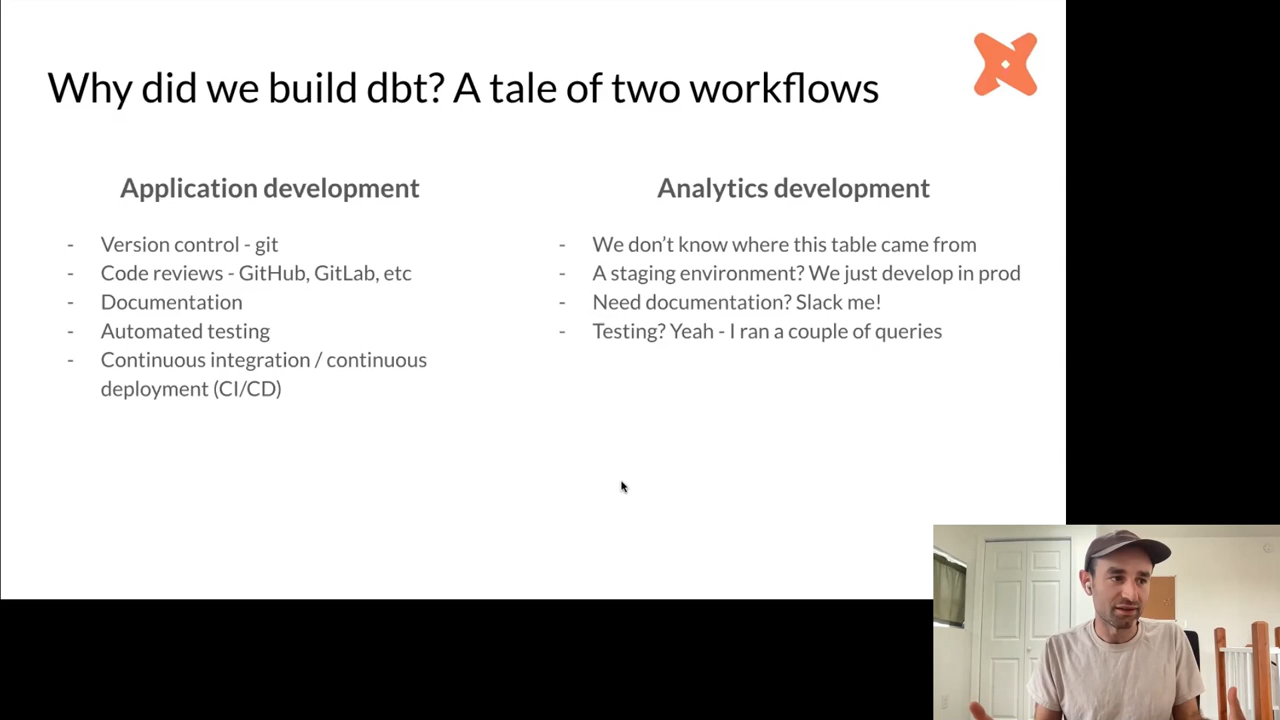 Why did we build dbt? A tale of two workflows
Application development
- Version control - git
- Code reviews - GitHub, GitLab, etc
- Documentation
- Automated testing
- Continuous integration / continuous
deployment (CI/CD)
Analytics development
- We don’t know where this table came from
- A staging environment? We just develop in prod
- Need documentation? Slack me!
- Testing? Yeah - I ran a couple of queries